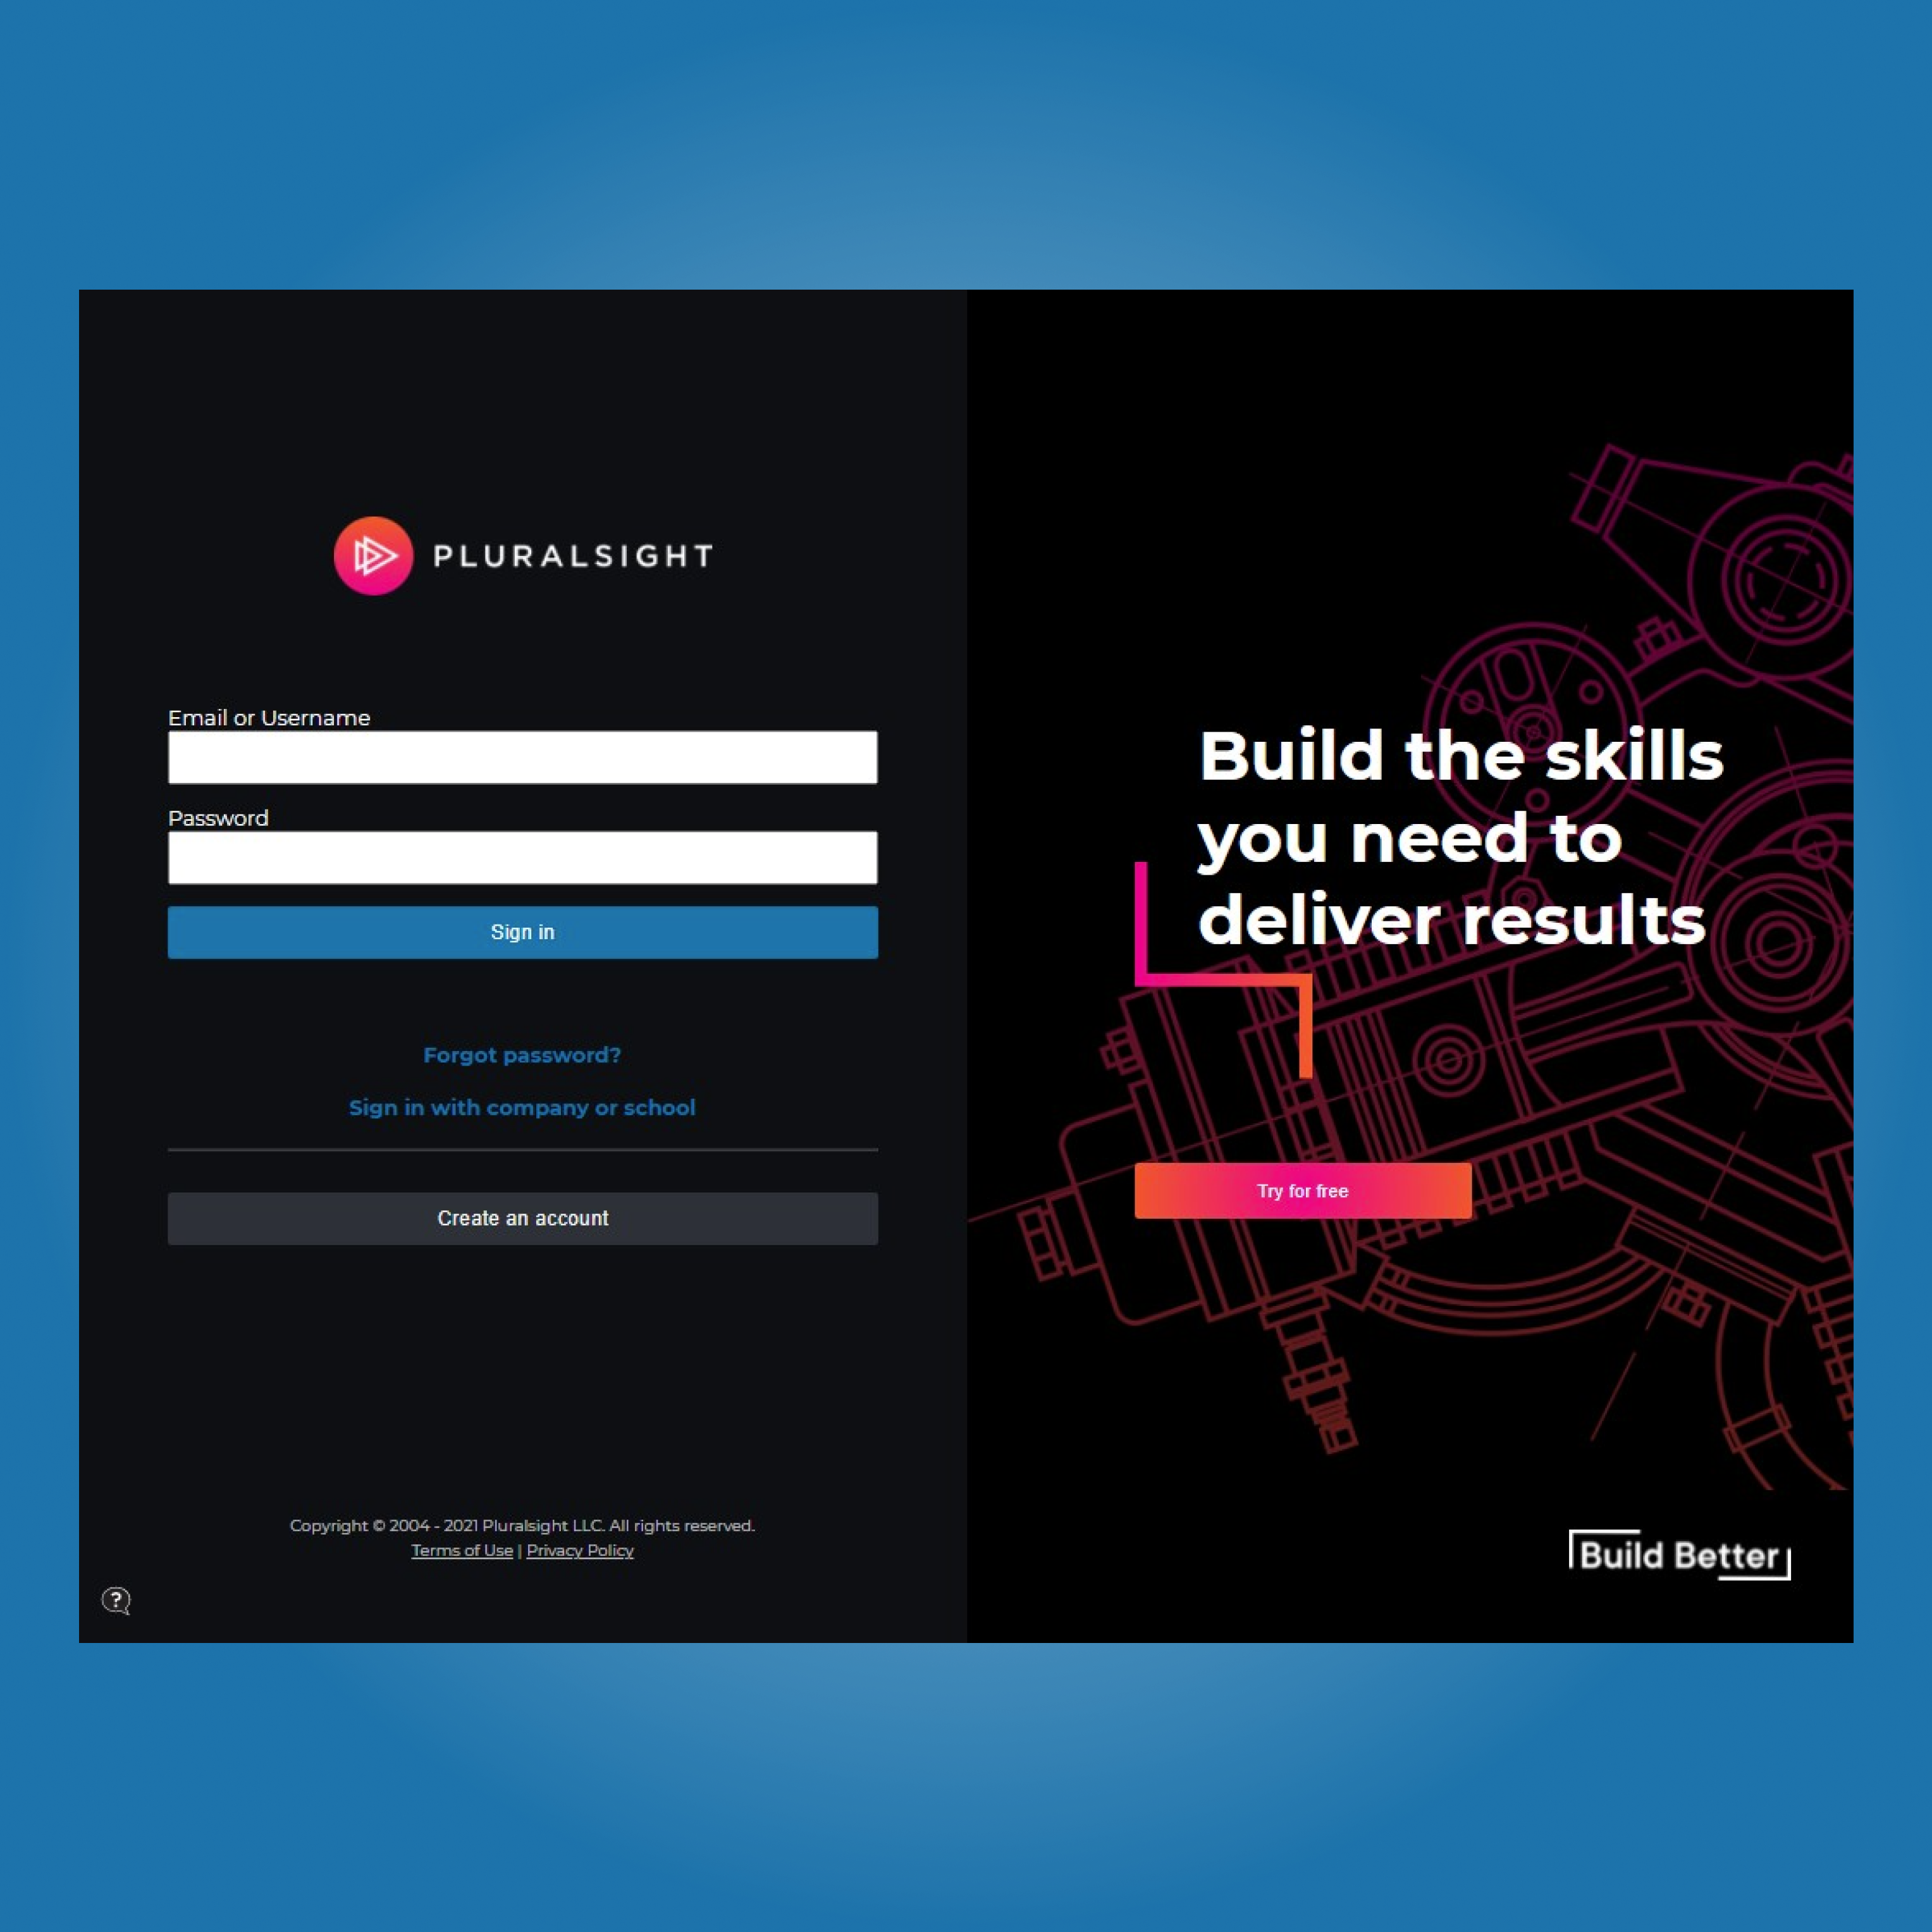 PLURALSIGHT
Email or Username
Password
Sign in
Forgot password?
Sign in with company or school
Create an account
Copyright © 2004 - 2021 Pluralsight LLC. All rights reserved.
Terms of Use | Privacy Policy
?
Build the skills
you need to
deliver results
Try for free
Build Better